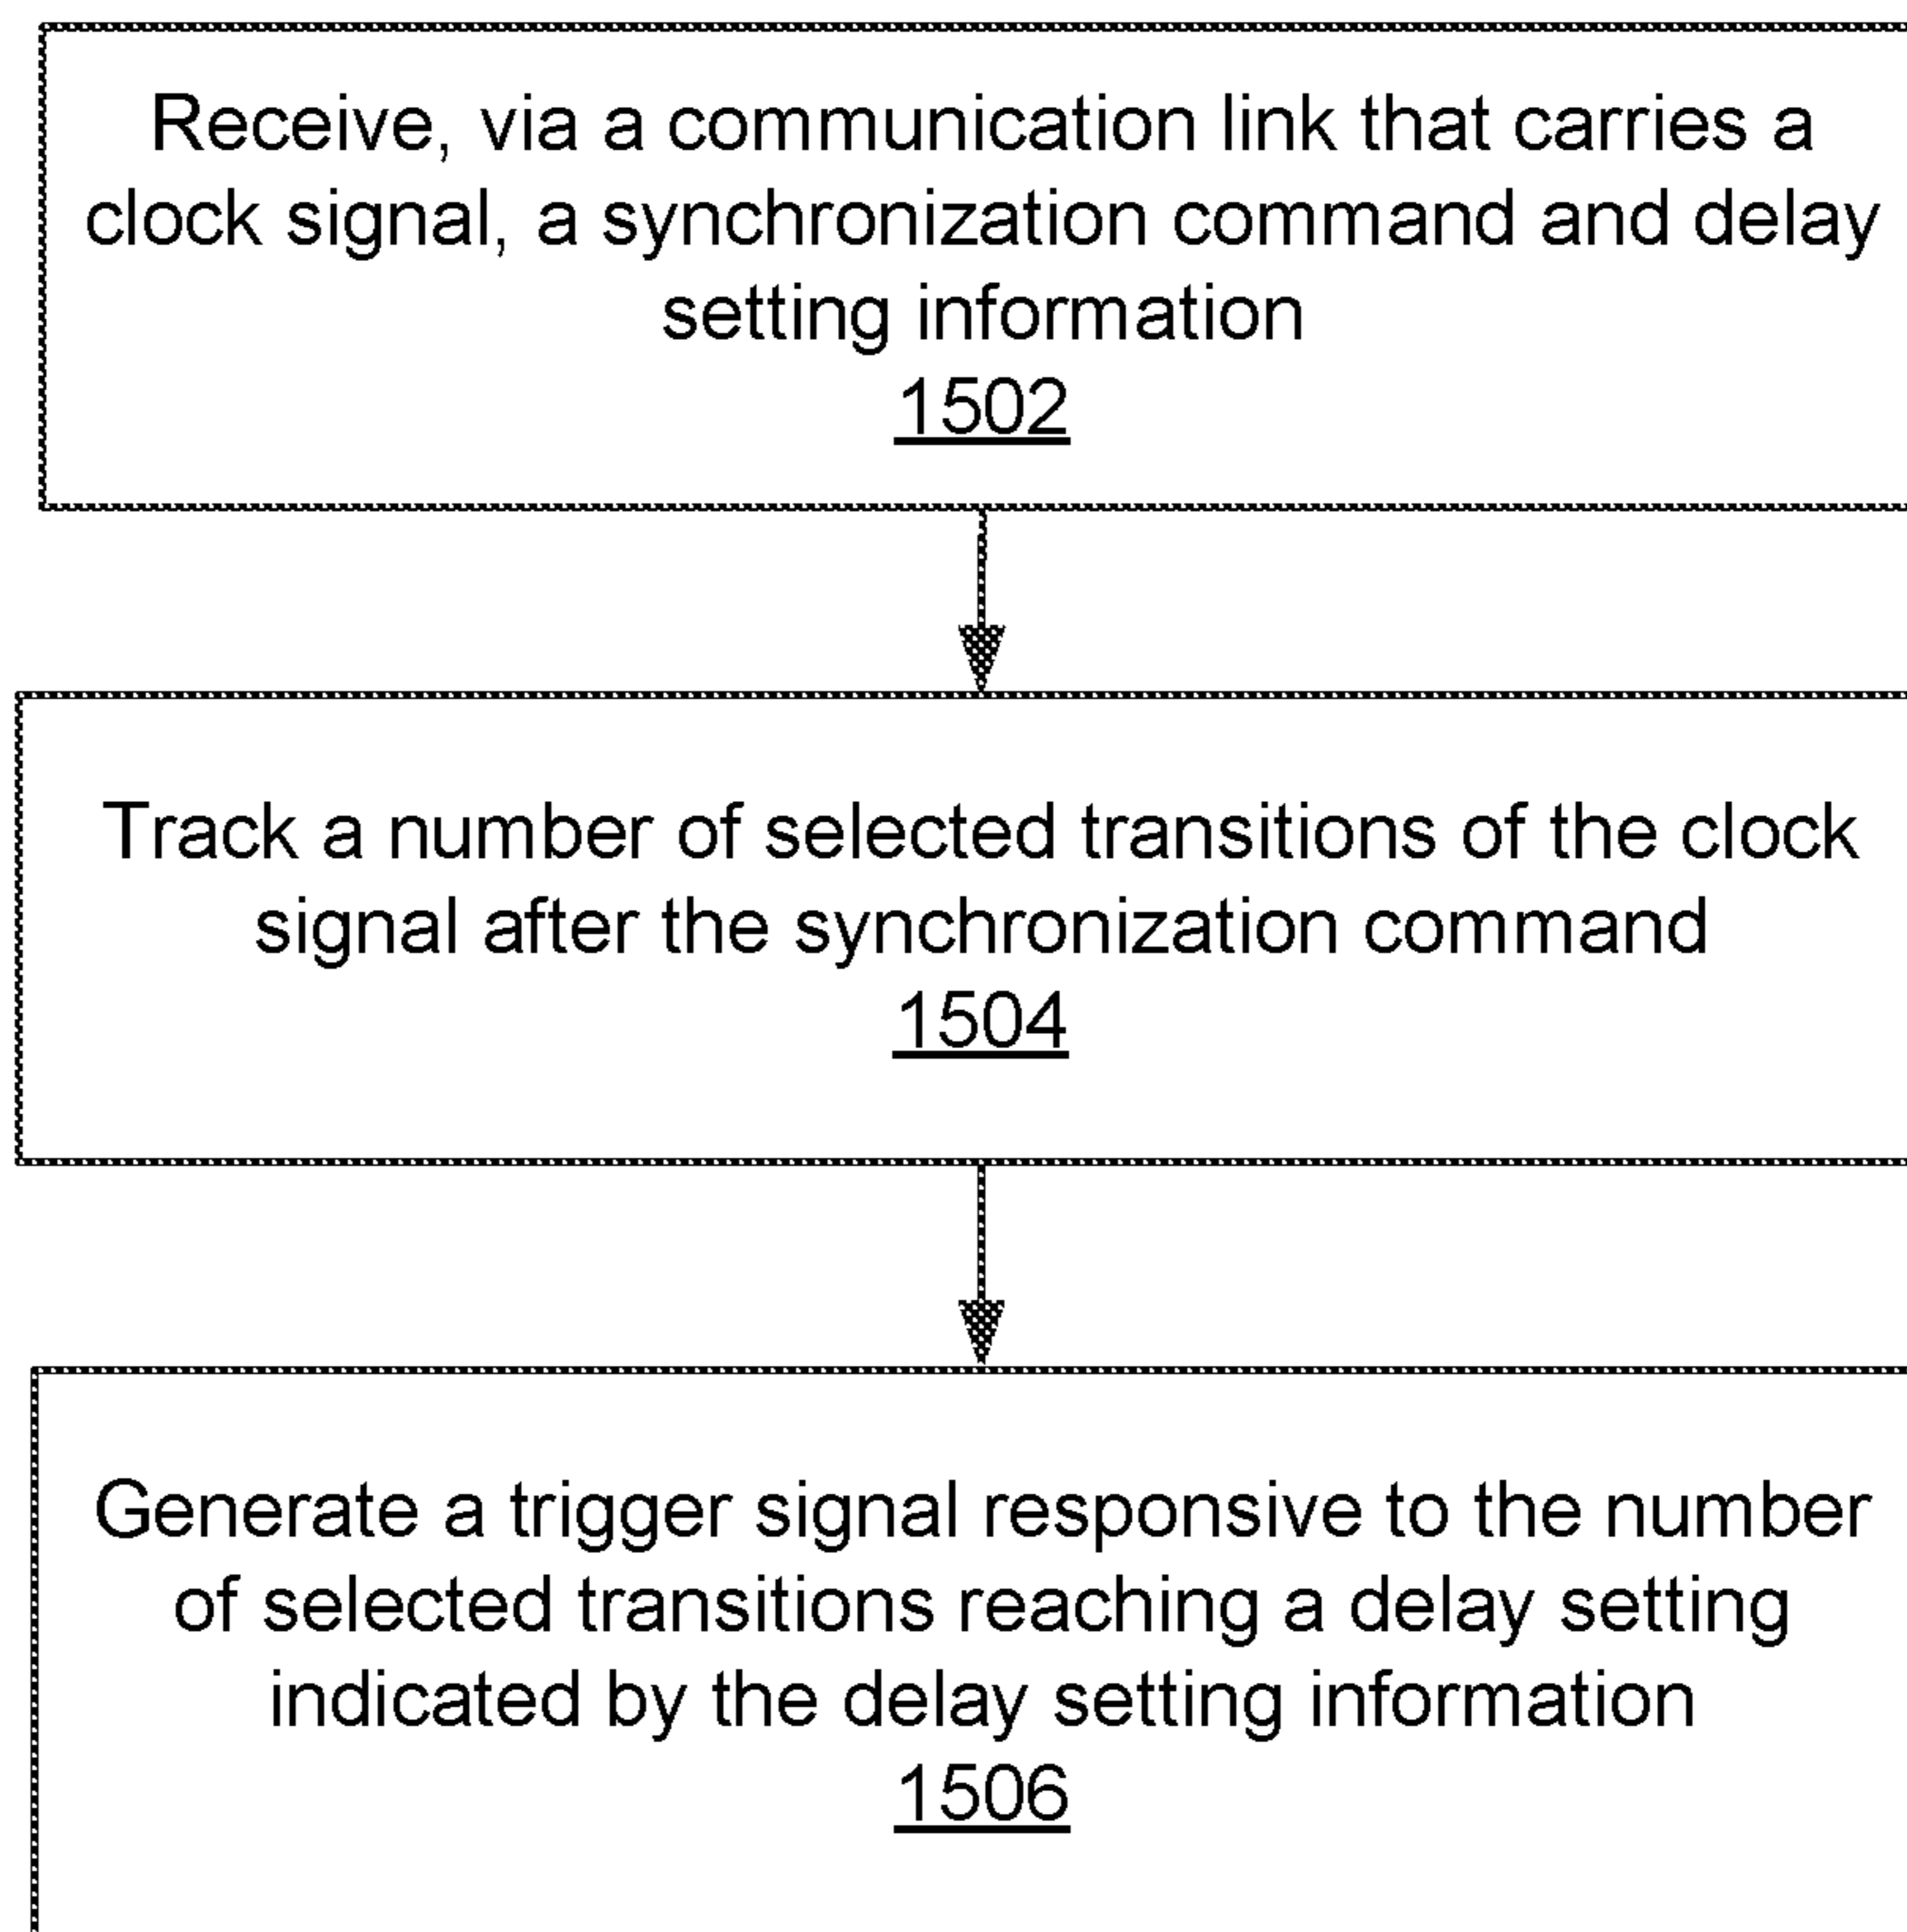 Receive, via a communication link that carries a
clock signal, a synchronization command and delay
setting information
1502
Track a number of selected transitions of the clock
signal after the synchronization command
1504
Generate a trigger signal responsive to the number
of selected transitions reaching a delay setting
indicated by the delay setting information
1506